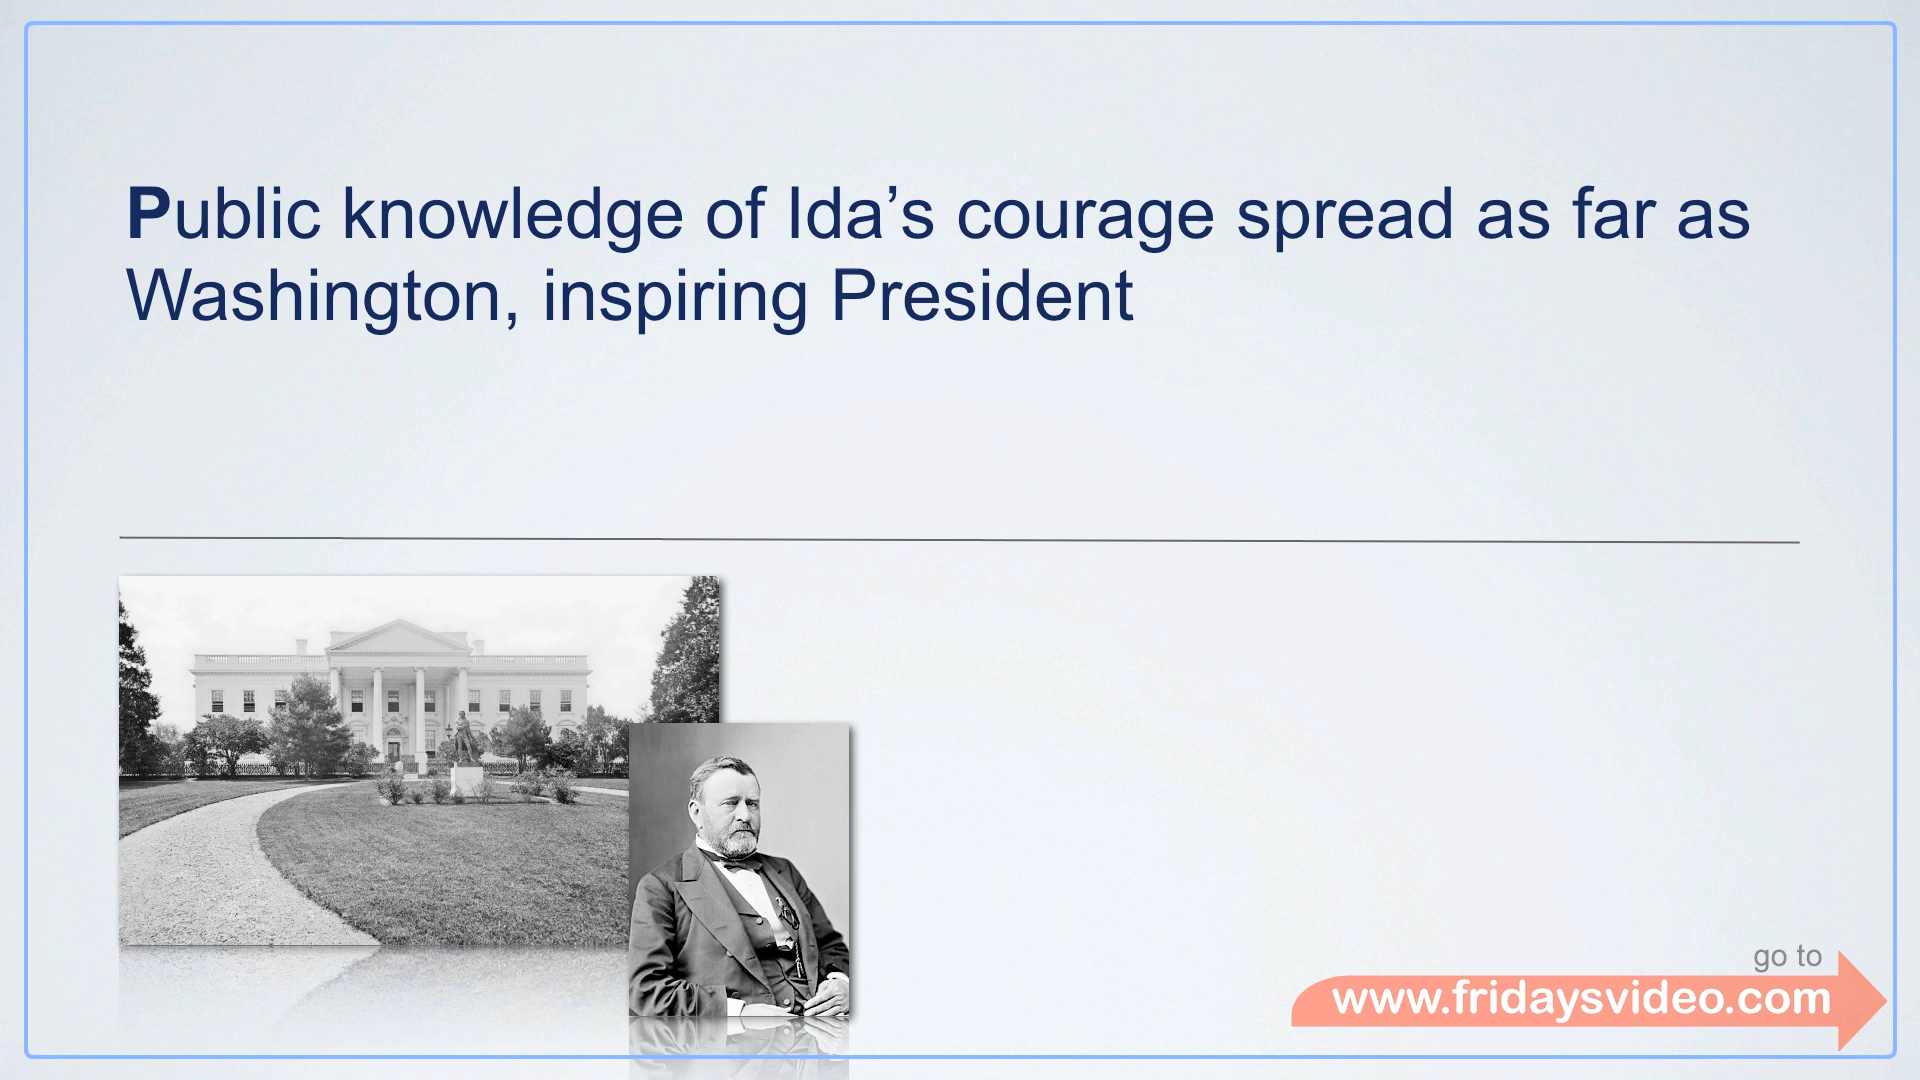 Public knowledge of Ida’s courage spread as far as
Washington, inspiring President
go to
www.fridaysvideo.com